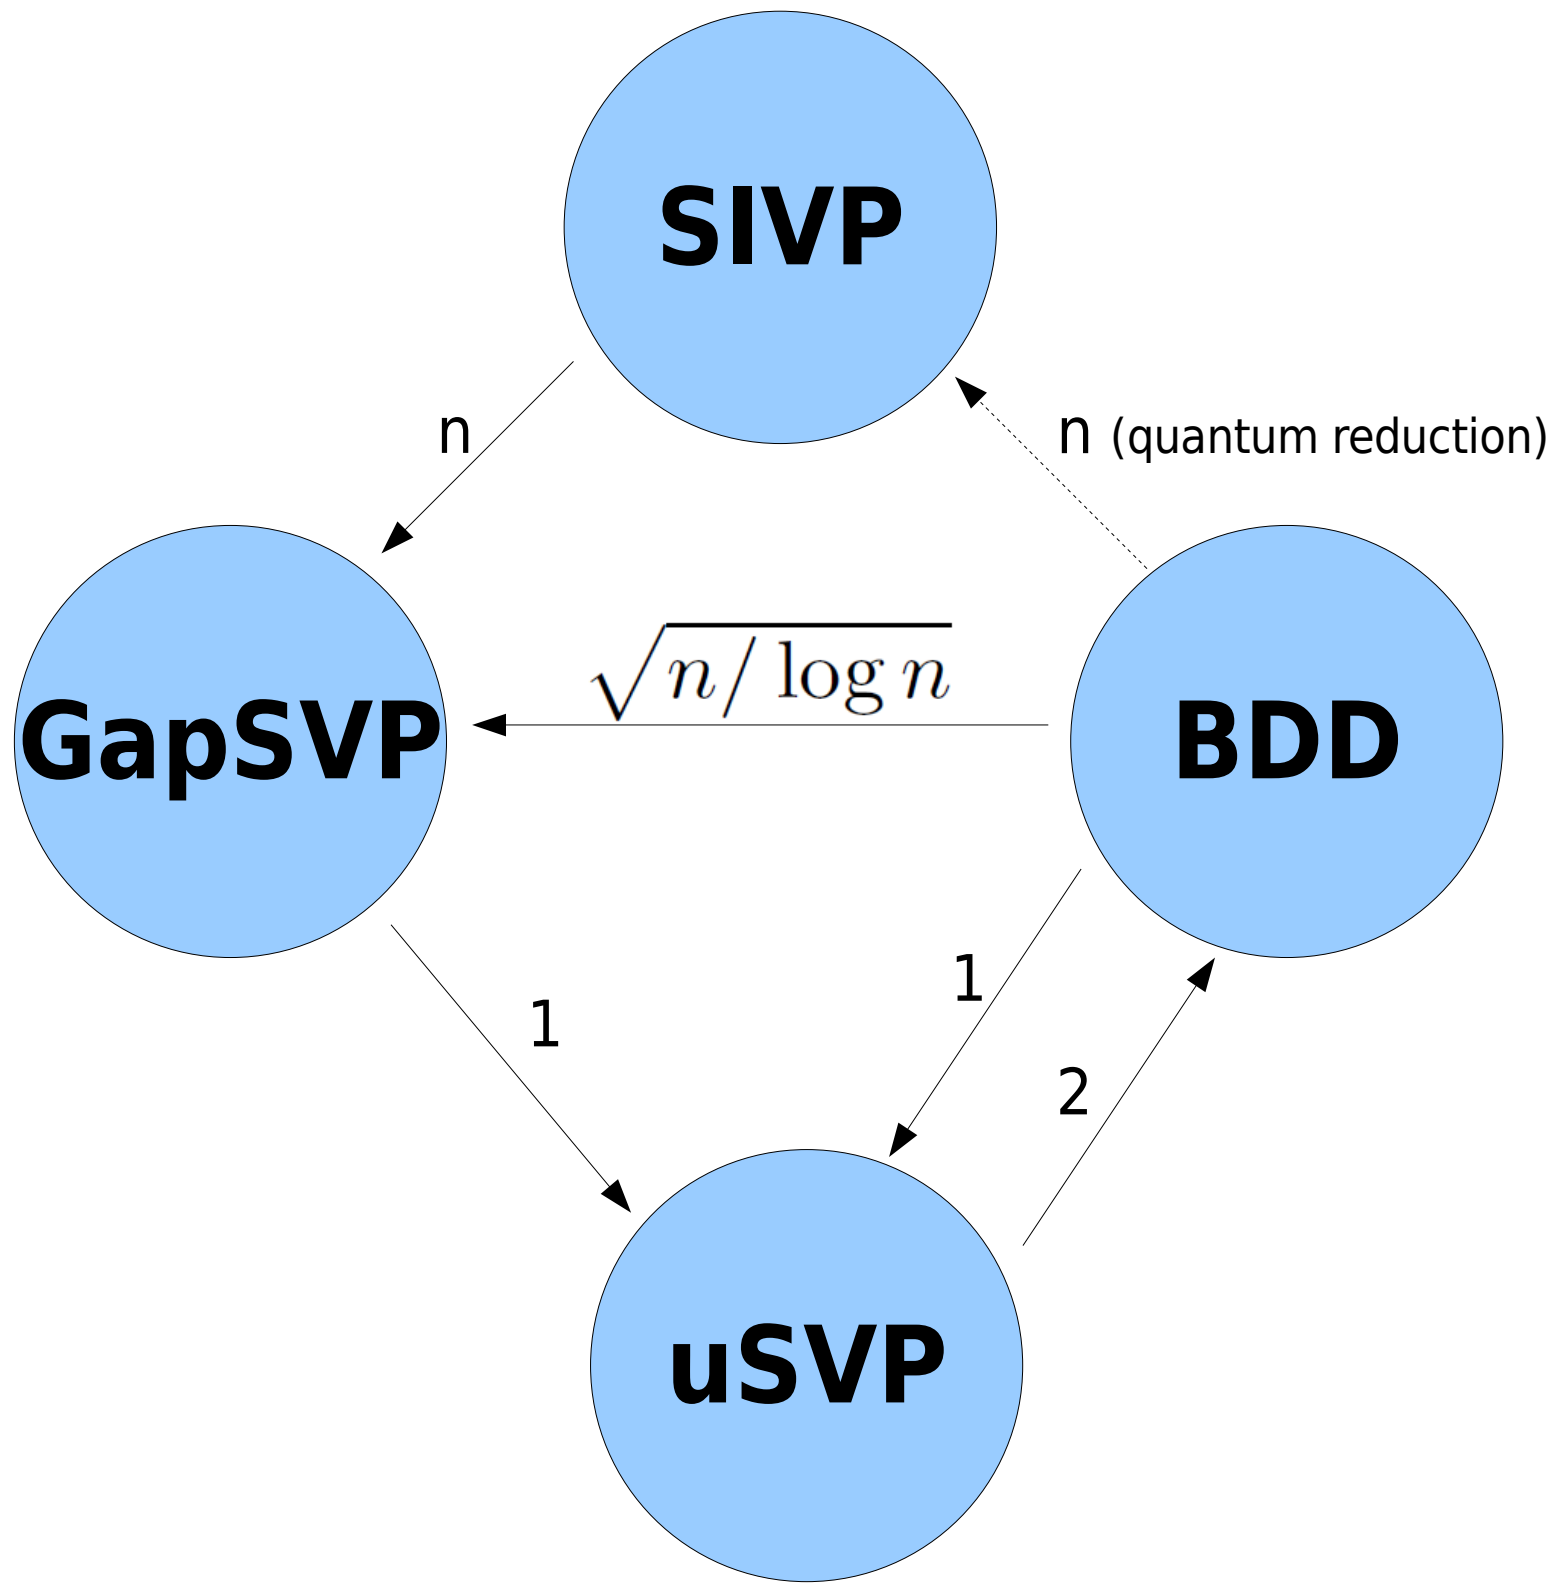 SIVP
n
n (quantum reduction)
√n/ log n
GapSVP
BDD
1
1
2
uSVP